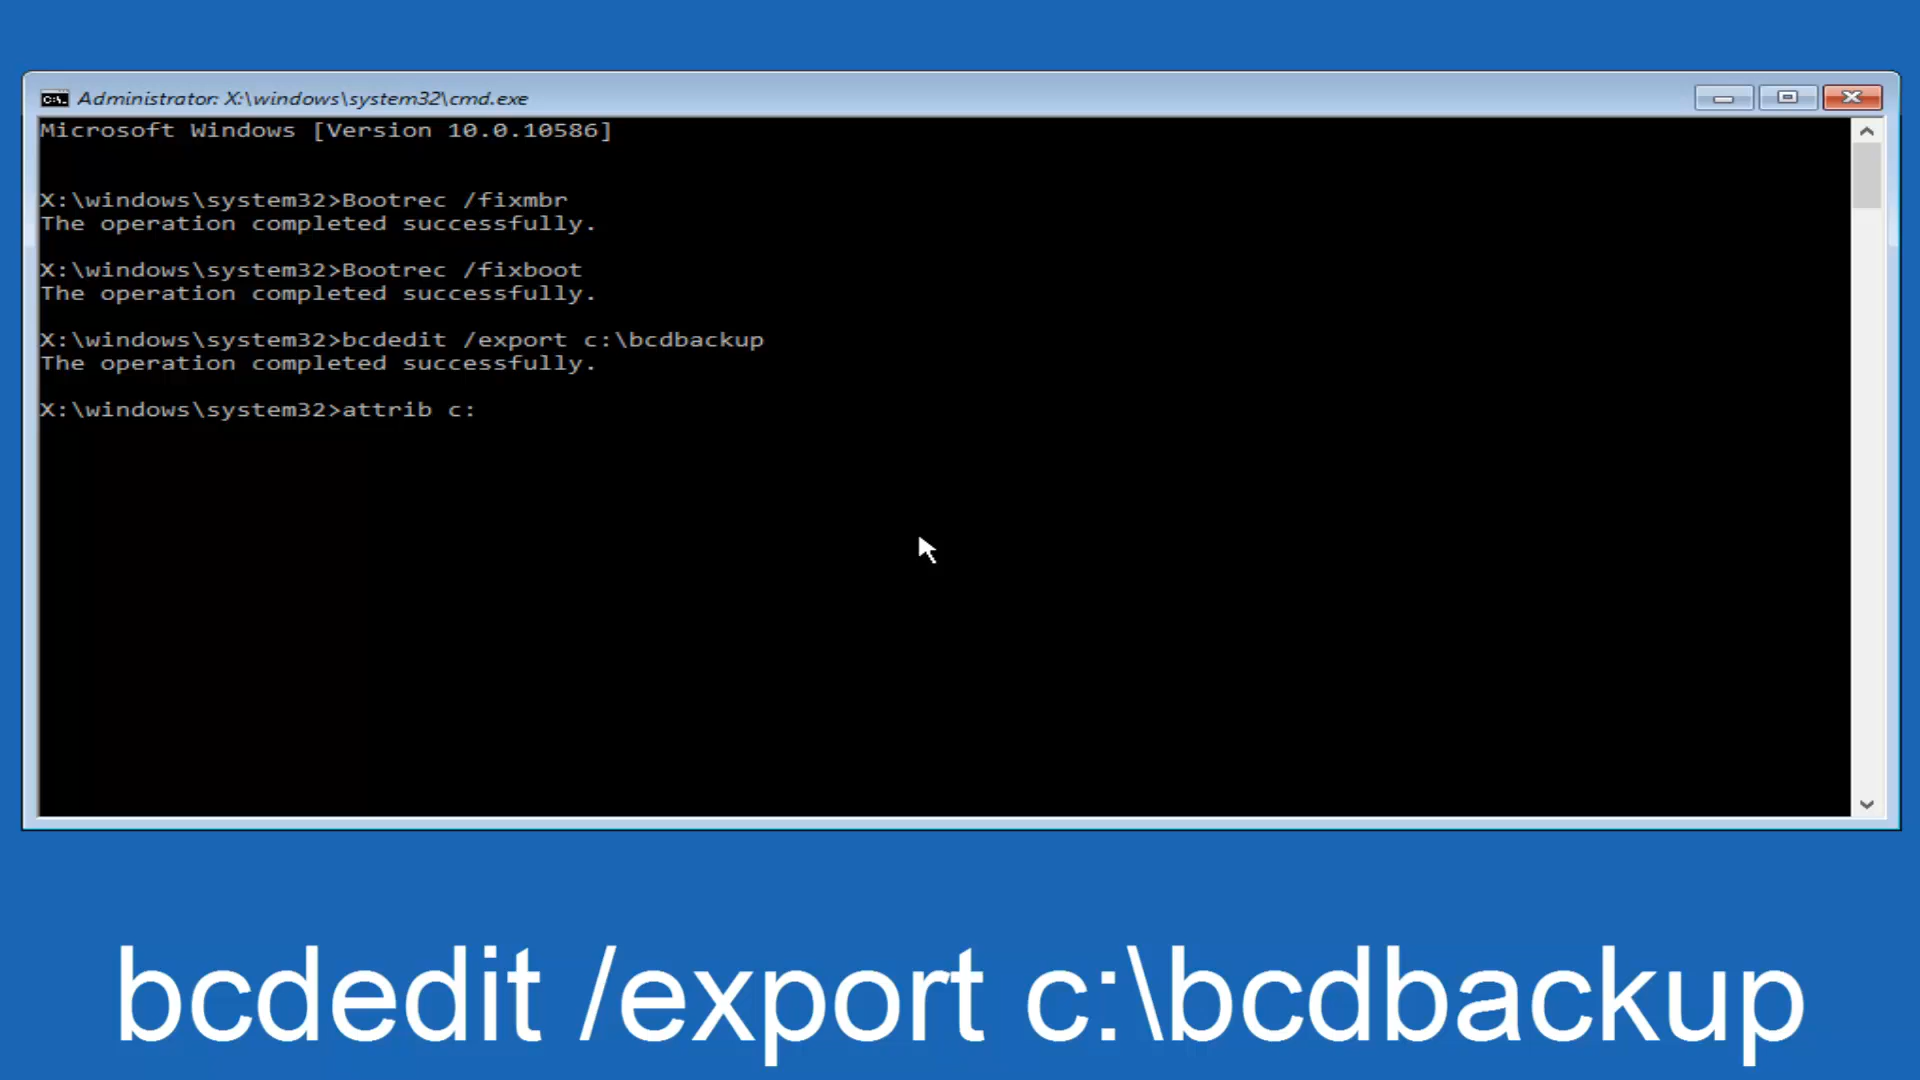 Administrator: X:\windows\system32\cmd.exe
Microsoft Windows [Version 10.0.10586]
X:\windows\system32>Bootrec /fixmbr
The operation completed successfully.
X:\windows\system32>Bootrec /fixboot
The operation completed successfully.
X:\windows\system32>bcdedit /export c:\bcdbackup
The operation completed successfully.
X:\windows\system32>attrib c:
bcdedit /export c:\bcdbackup